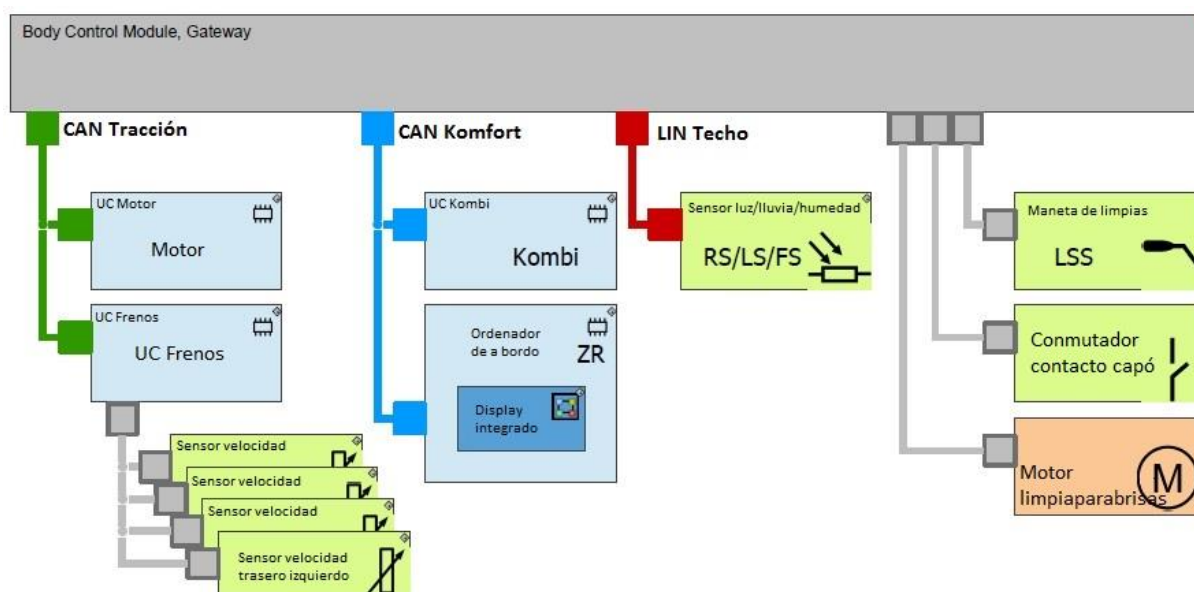 Body Control Module, Gateway
CAN Tracción
CAN Komfort
LIN Techo
UC Motor
Motor
UC Kombi
Kombi
Sensor luz/lluvia/humedad
RS/LS/FS
Maneta de limpias
LSS
UC Frenos
UC Frenos
Ordenador
de a bordo
ZR
Display
integrado
Conmutador
contacto capó
Motor
limpiaparabrisas
M
Sensor velocidad
Sensor velocidad
Sensor velocidad
Sensor velocidad
trasero izquierdo